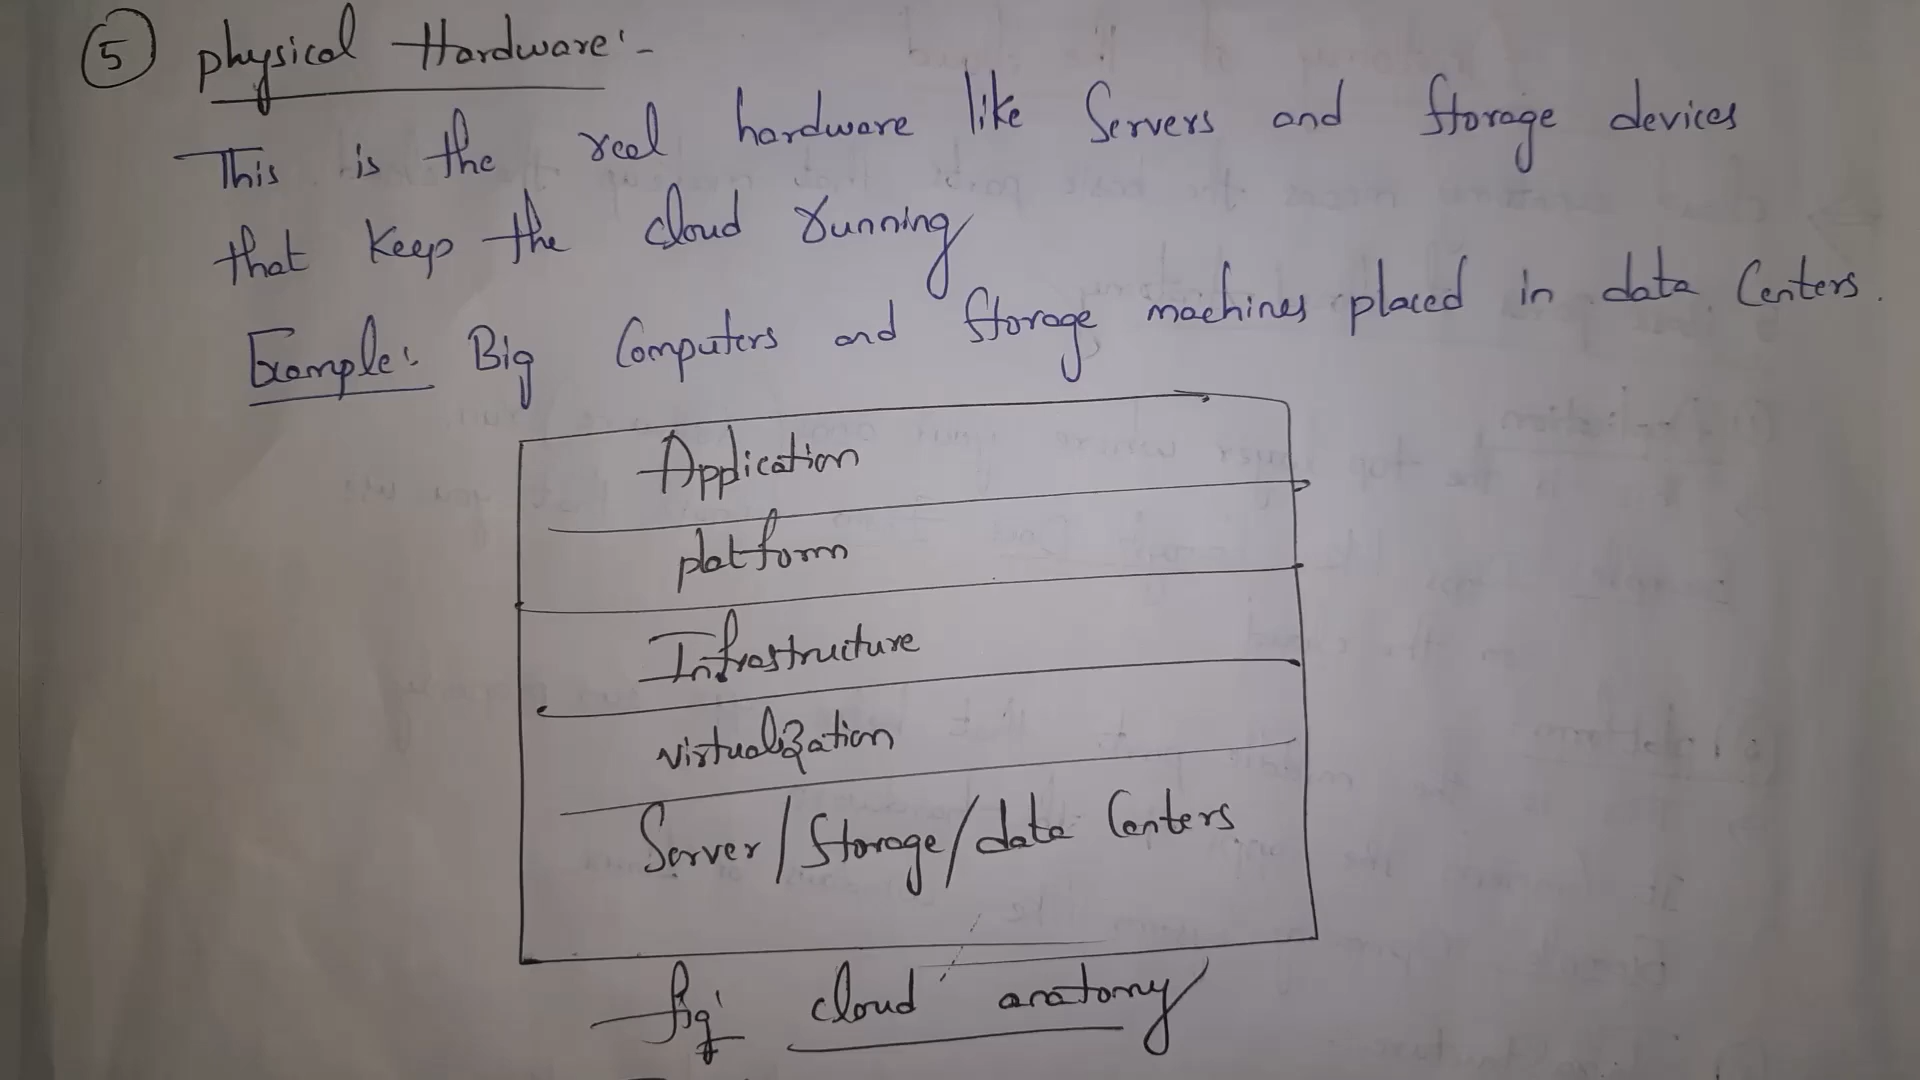 5 physical Hardware:-
This is the real hardware like Servers and Storage devices
that keep the cloud running
Example: Big Computers and Storage machines placed in data Centers.
Application
platform
Infrastructure
virtualization
Server/Storage/data Centers
fig: cloud anatomy